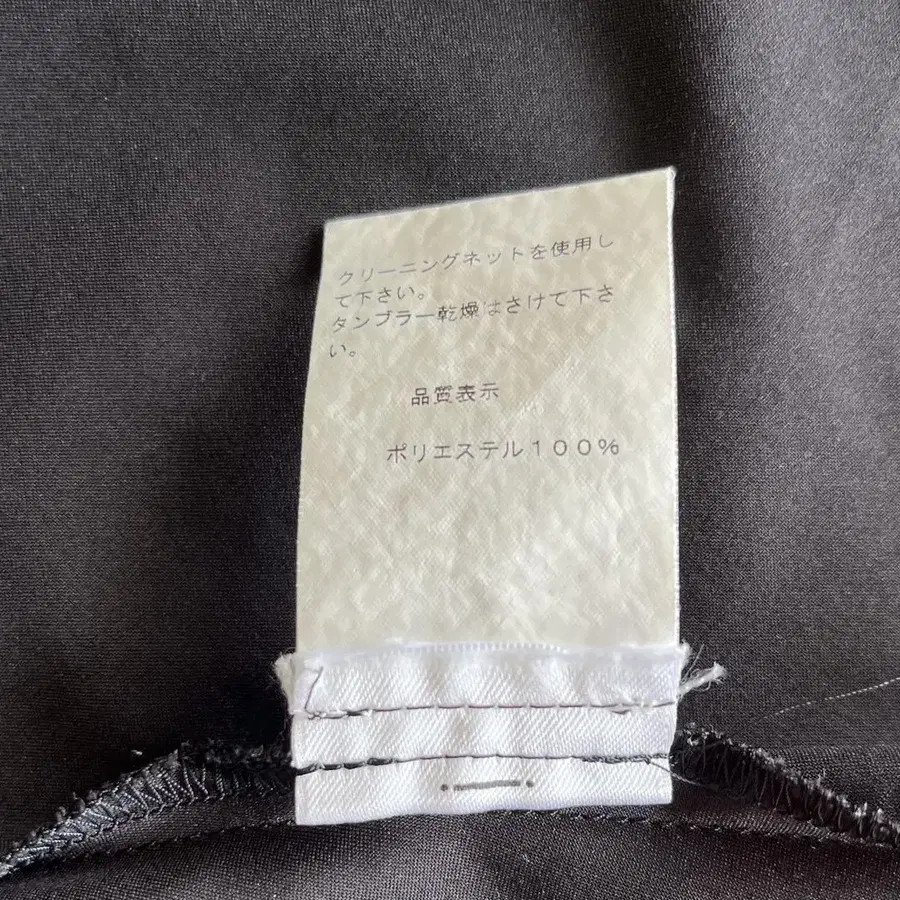 クリーニングネットを使用し
て下さい。
タンブラー乾燥はさけて下さ
い。
品質表示
ポリエステル１００％